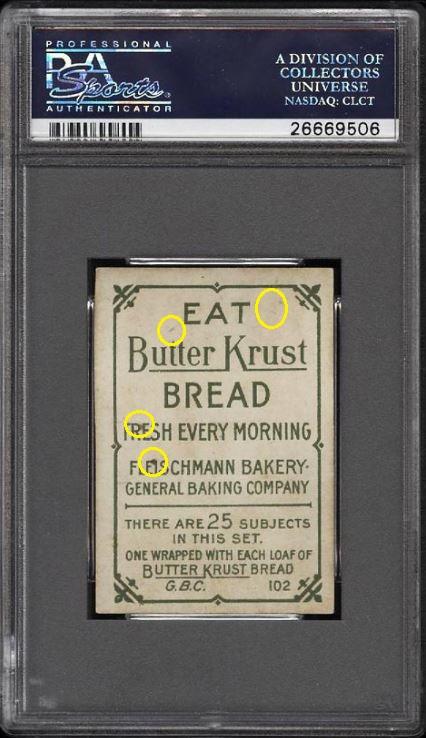 PROFESSIONAL
PSA
Sports
AUTHENTICATOR
A DIVISION OF
COLLECTORS
UNIVERSE
NASDAQ: CLCT
26669506
EAT
Butter Krust
BREAD
FRESH EVERY MORNING
FLEISCHMANN BAKERY-
GENERAL BAKING COMPANY
THERE ARE 25 SUBJECTS
IN THIS SET.
ONE WRAPPED WITH EACH LOAF OF
BUTTER KRUST BREAD
G.B.C. 102